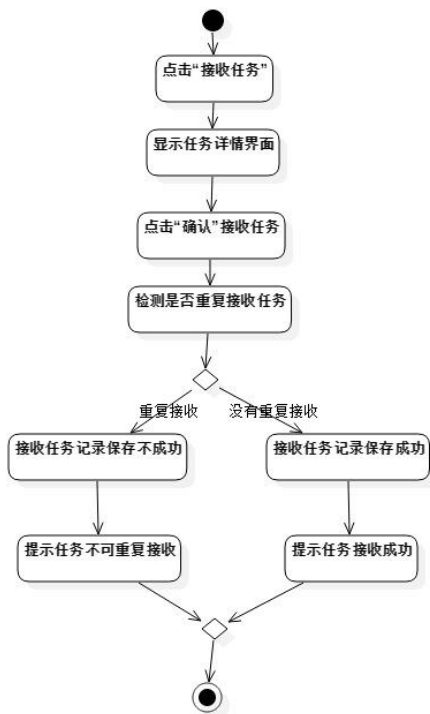 点击“接收任务”
显示任务详情界面
点击“确认”接收任务
检测是否重复接收任务
重复接收
没有重复接收
接收任务记录保存不成功
接收任务记录保存成功
提示任务不可重复接收
提示任务接收成功